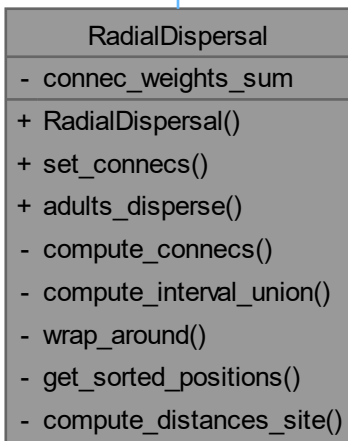 RadialDispersal
- connec_weights_sum
+ RadialDispersal()
+ set_connecs()
+ adults_disperse()
- compute_connecs()
- compute_interval_union()
- wrap_around()
- get_sorted_positions()
- compute_distances_site()